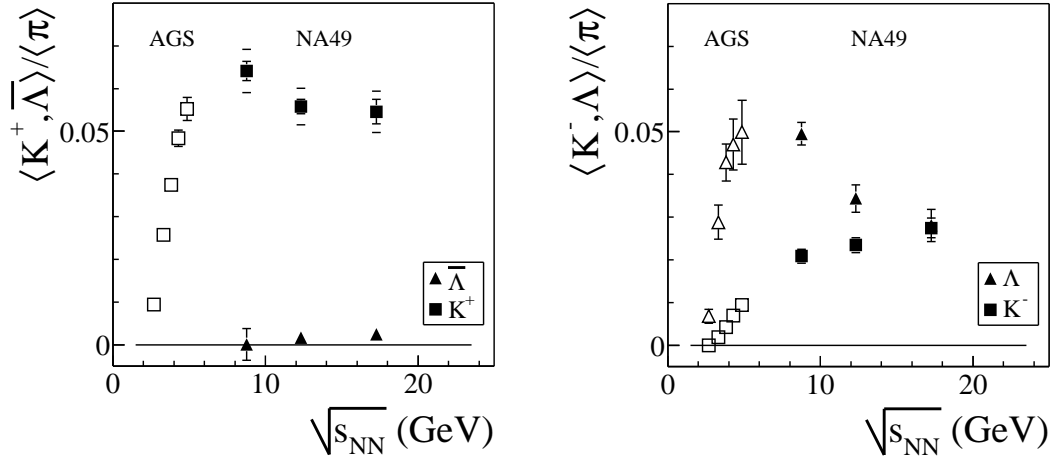 ⟨K⁺,Λ̅⟩/⟨π⟩
AGS NA49
0.05
0
Λ̅
K⁺
0 10 20
√s_NN (GeV)
⟨K⁻,Λ⟩/⟨π⟩
AGS NA49
0.05
0
Λ
K⁻
0 10 20
√s_NN (GeV)